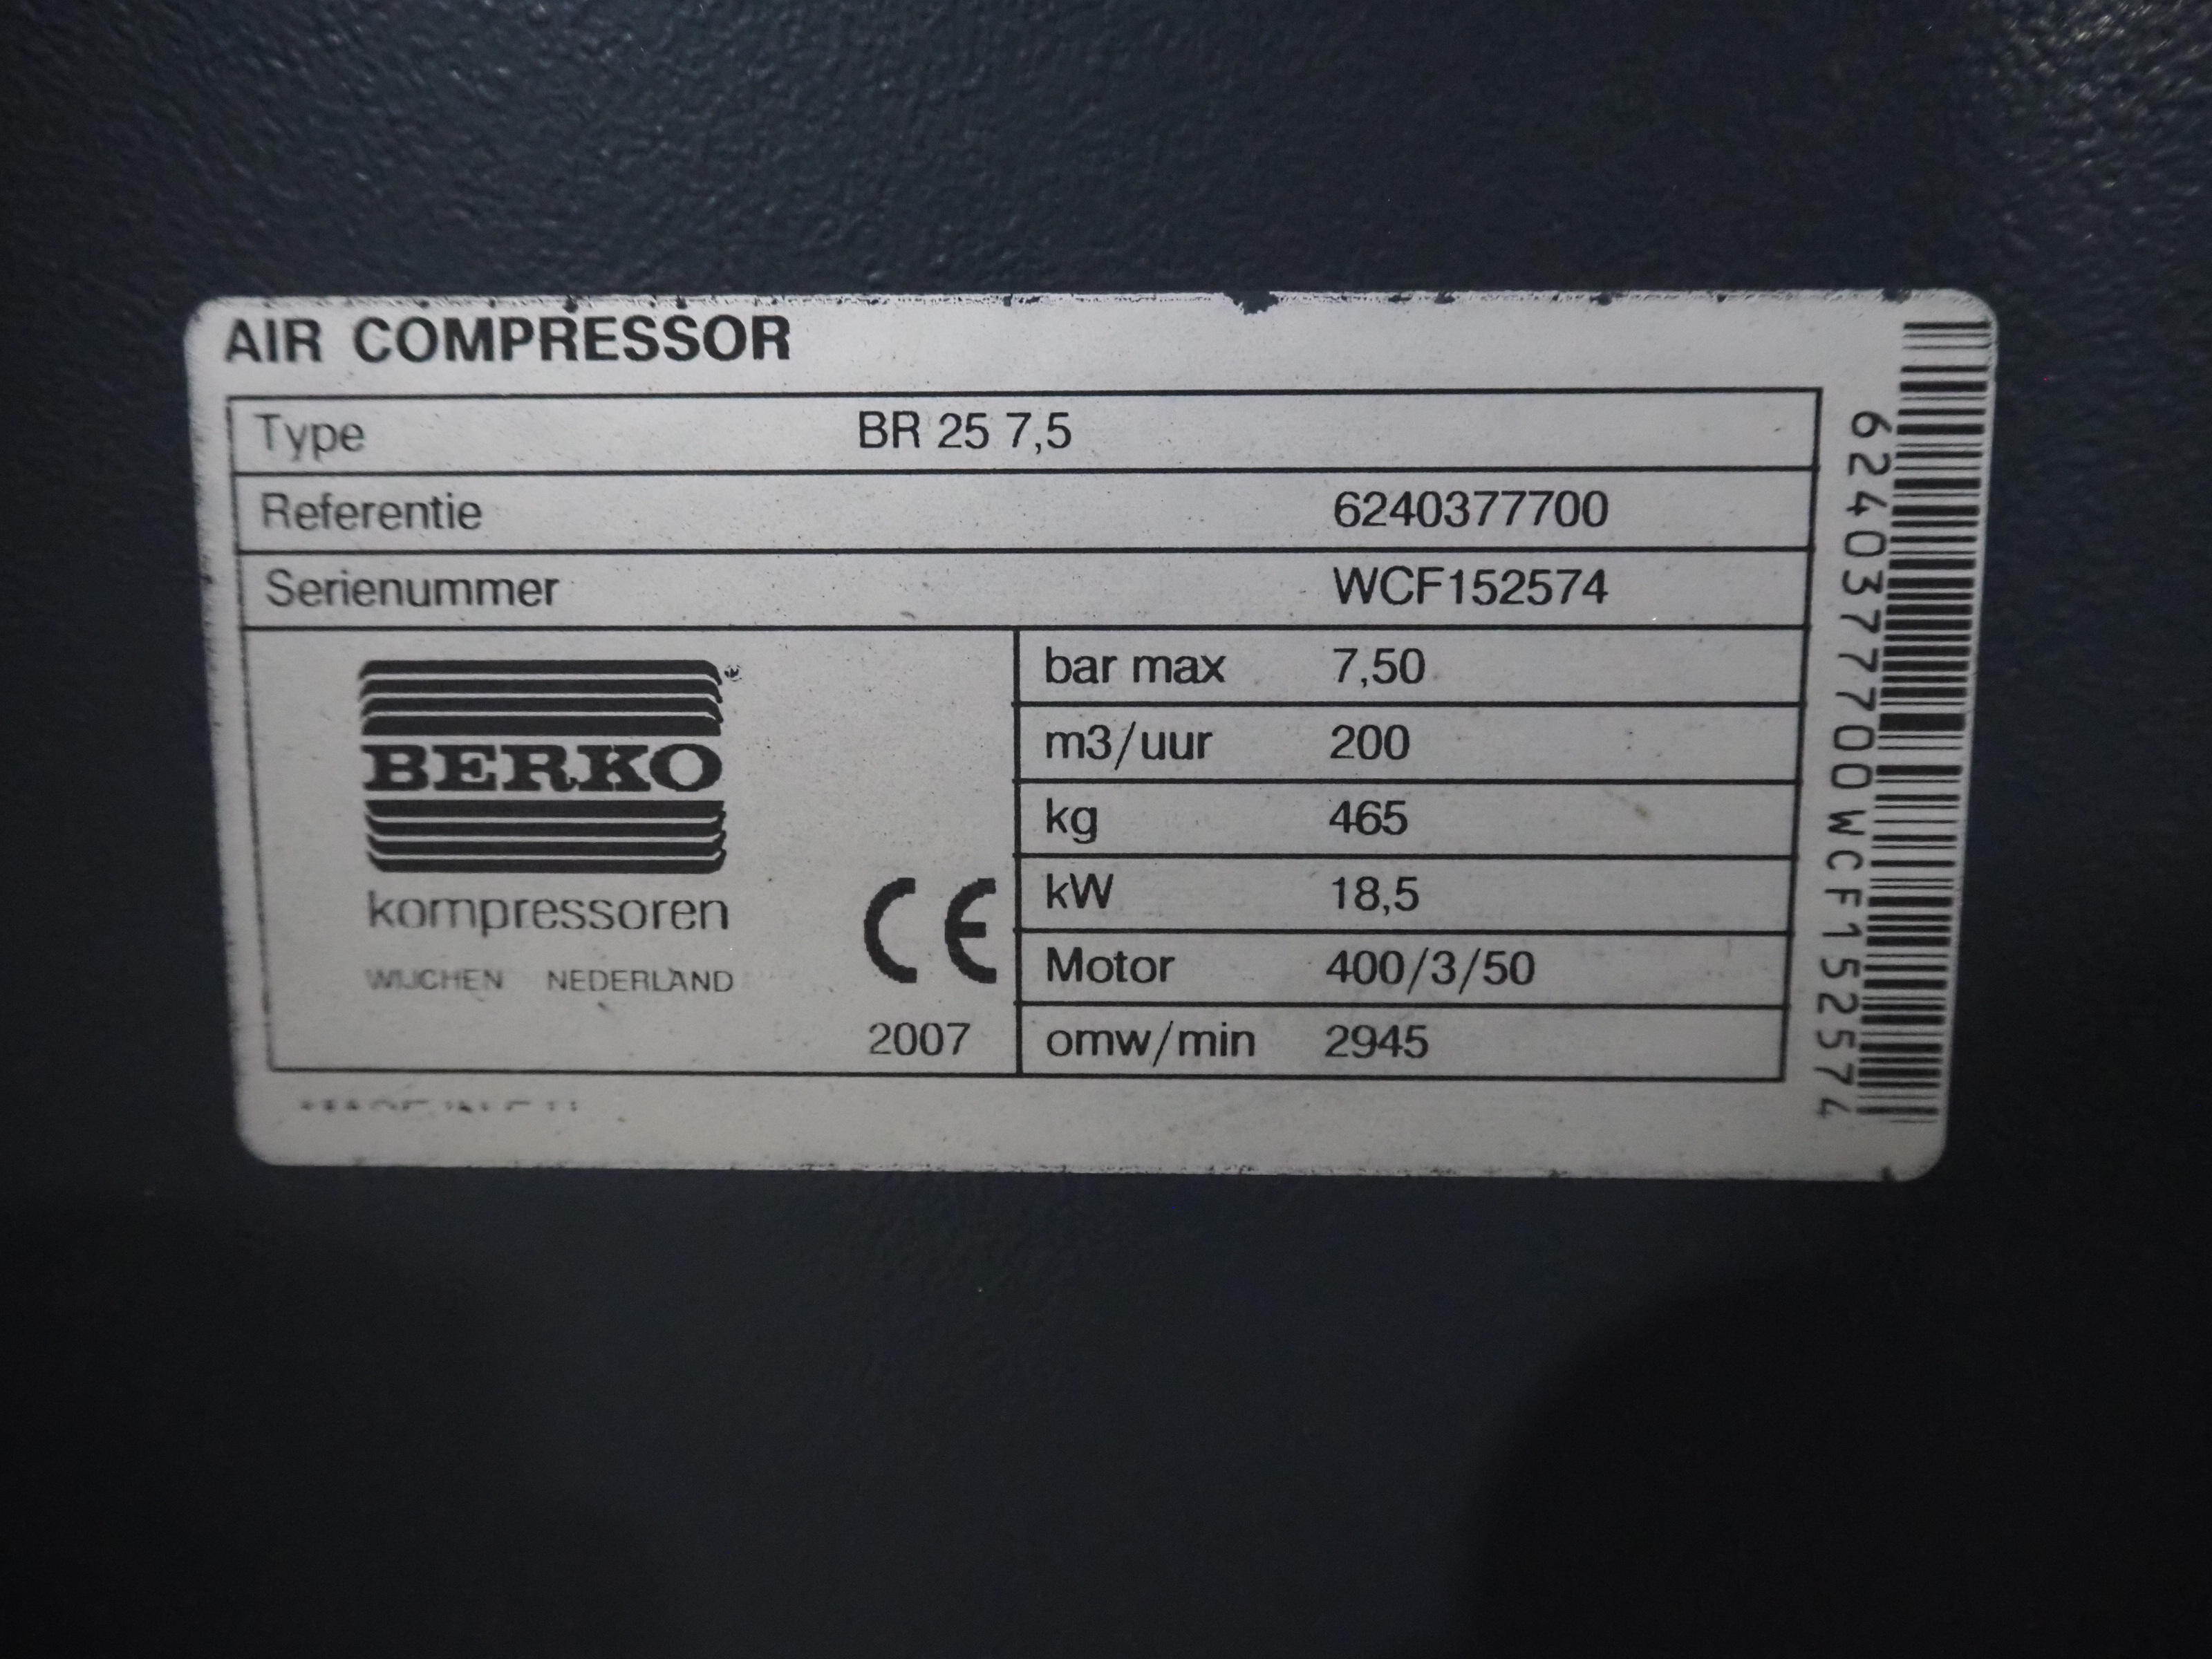 AIR COMPRESSOR
Type BR 25 7,5
Referentie 6240377700
Serienummer WCF152574
BERKO
kompressoren
WIJCHEN NEDERLAND
CE
2007
bar max 7,50
m3/uur 200
kg 465
kW 18,5
Motor 400/3/50
omw/min 2945
6240377700WCF152574